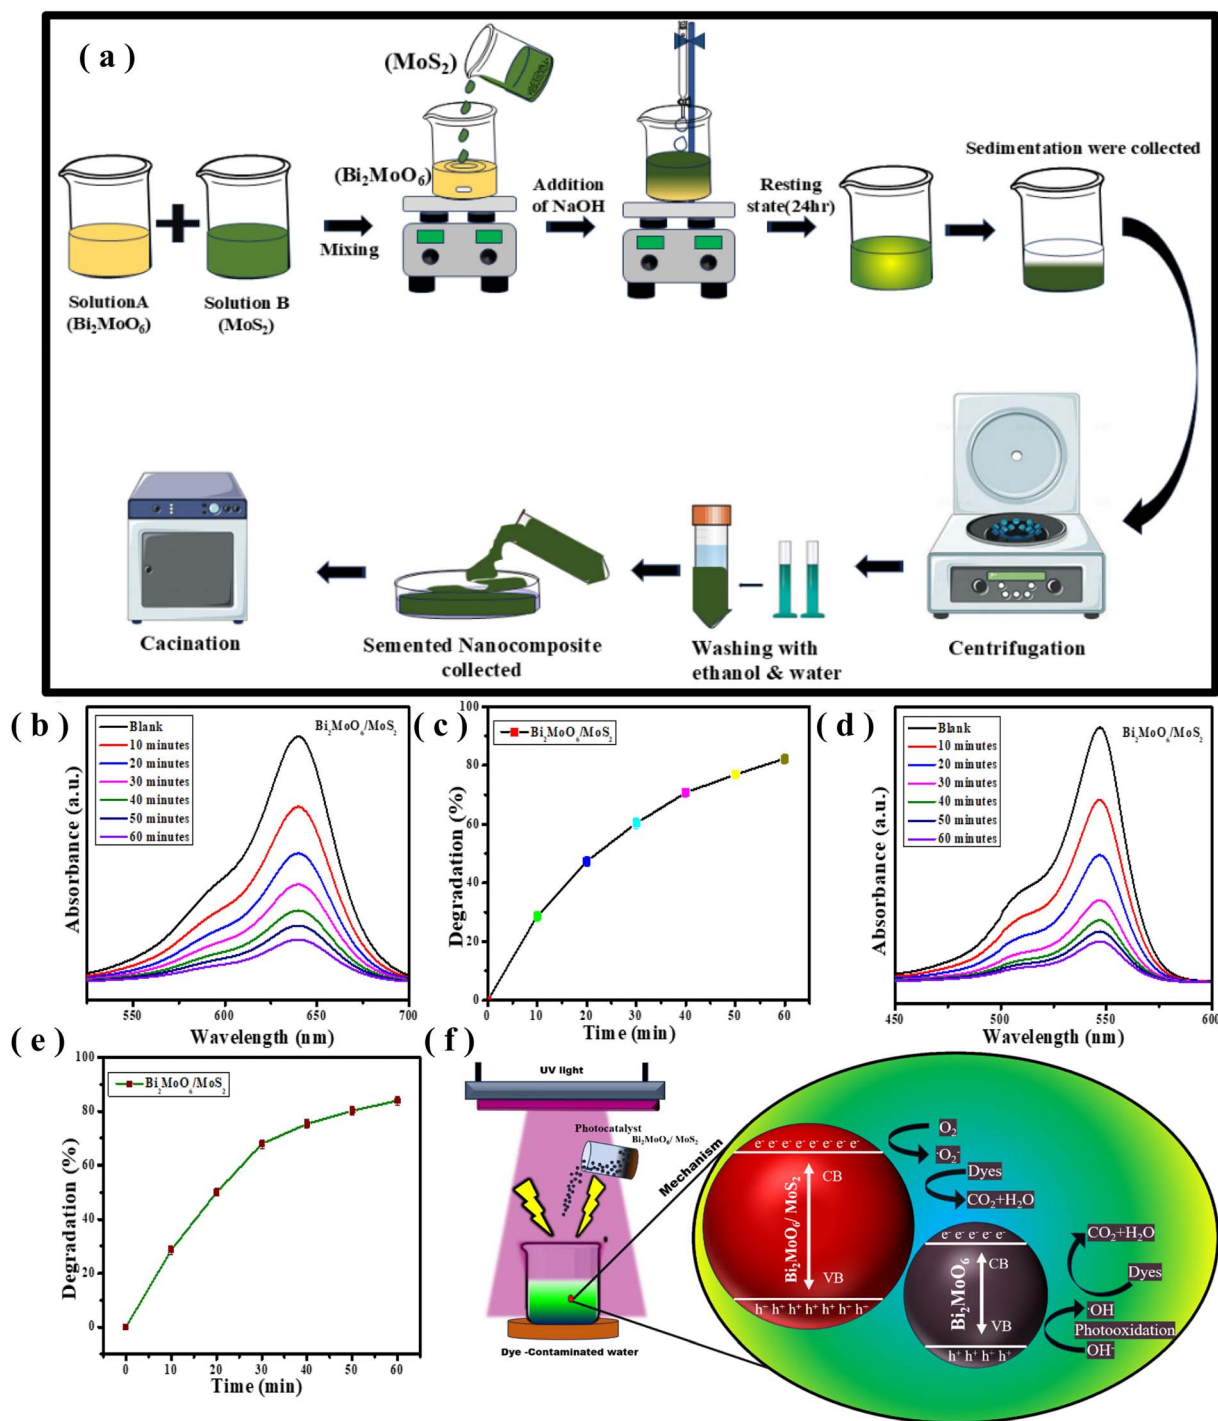 ( a )
(MoS₂)
(Bi₂MoO₆)
Mixing
SolutionA
(Bi₂MoO₆)
Solution B
(MoS₂)
Addition
of NaOH
Resting
state(24hr)
Sedimentation were collected
Centrifugation
Washing with
ethanol & water
Semented Nanocomposite
collected
Cacination
( b )
Blank
10 minutes
20 minutes
30 minutes
40 minutes
50 minutes
60 minutes
Bi₂MoO₆/MoS₂
Absorbance (a.u.)
550 600 650 700
Wavelength (nm)
( c )
Bi₂MoO₆/MoS₂
Degradation (%)
100
80
60
40
20
0
0 10 20 30 40 50 60
Time (min)
( d )
Blank
10 minutes
20 minutes
30 minutes
40 minutes
50 minutes
60 minutes
Bi₂MoO₆/MoS₂
Absorbance (a.u.)
450 500 550 600
Wavelength (nm)
( e )
Bi₂MoO₆/MoS₂
Degradation (%)
100
80
60
40
20
0
0 10 20 30 40 50 60
Time (min)
( f )
UV light
Photocatalyst
Bi₂MoO₆/ MoS₂
Dye -Contaminated water
Mechanism
e⁻ e⁻ e⁻ e⁻ e⁻ e⁻ e⁻
CB
Bi₂MoO₆/ MoS₂
VB
h⁺ h⁺ h⁺ h⁺ h⁺ h⁺ h⁺
O₂
·O₂⁻
Dyes
CO₂+H₂O
e⁻ e⁻ e⁻ e⁻ e⁻
CB
Bi₂MoO₆
VB
h⁺ h⁺ h⁺ h⁺ h⁺
CO₂+H₂O
Dyes
·OH
Photooxidation
OH⁻